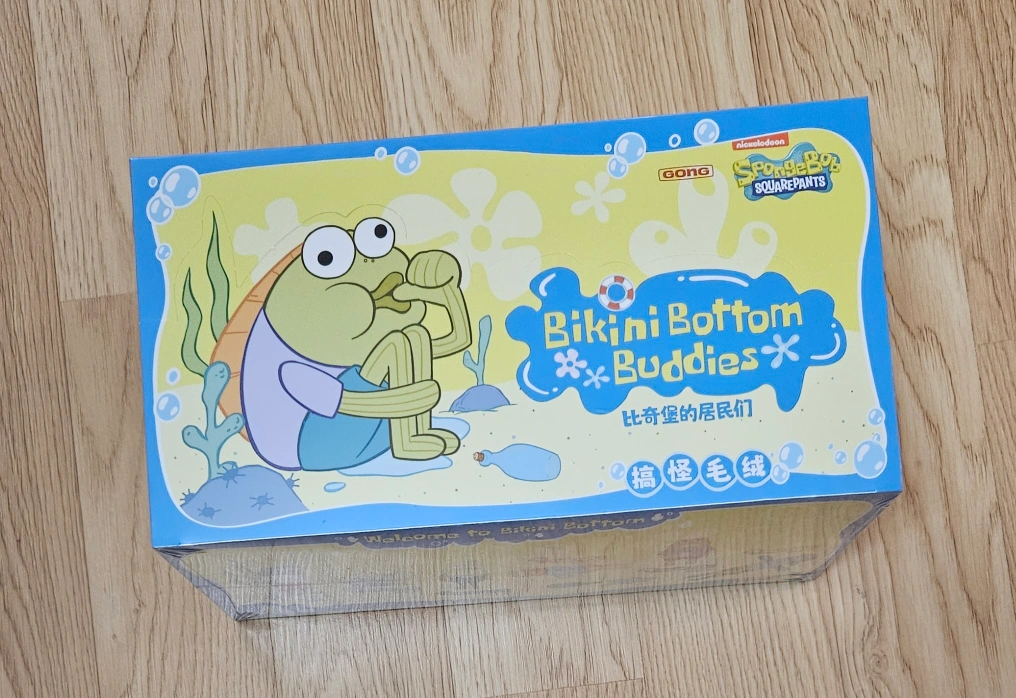 nickelodeon
GONG
SpongeBob
SQUAREPANTS
Bikini Bottom
Buddies
比奇堡的居民们
搞怪毛绒
Welcome to Bikini Bottom